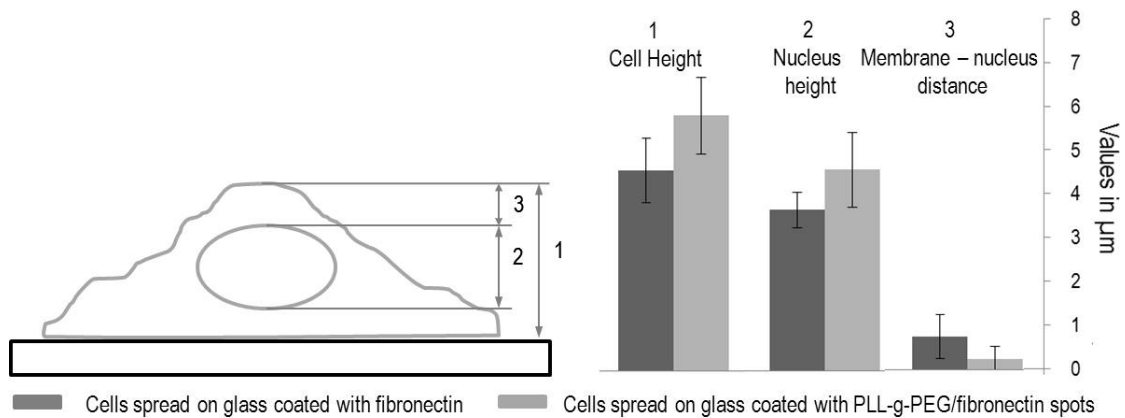 3
2
1
1
Cell Height
2
Nucleus
height
3
Membrane – nucleus
distance
8
7
6
5
4
3
2
1
0
Values in µm
Cells spread on glass coated with fibronectin
Cells spread on glass coated with PLL-g-PEG/fibronectin spots